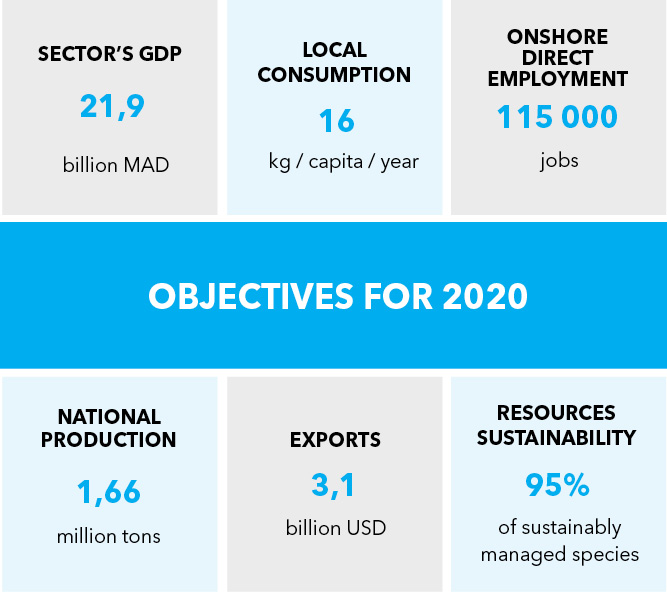 SECTOR'S GDP
21,9
billion MAD
LOCAL
CONSUMPTION
16
kg / capita / year
ONSHORE
DIRECT
EMPLOYMENT
115 000
jobs
OBJECTIVES FOR 2020
NATIONAL
PRODUCTION
1,66
million tons
EXPORTS
3,1
billion USD
RESOURCES
SUSTAINABILITY
95%
of sustainably
managed species